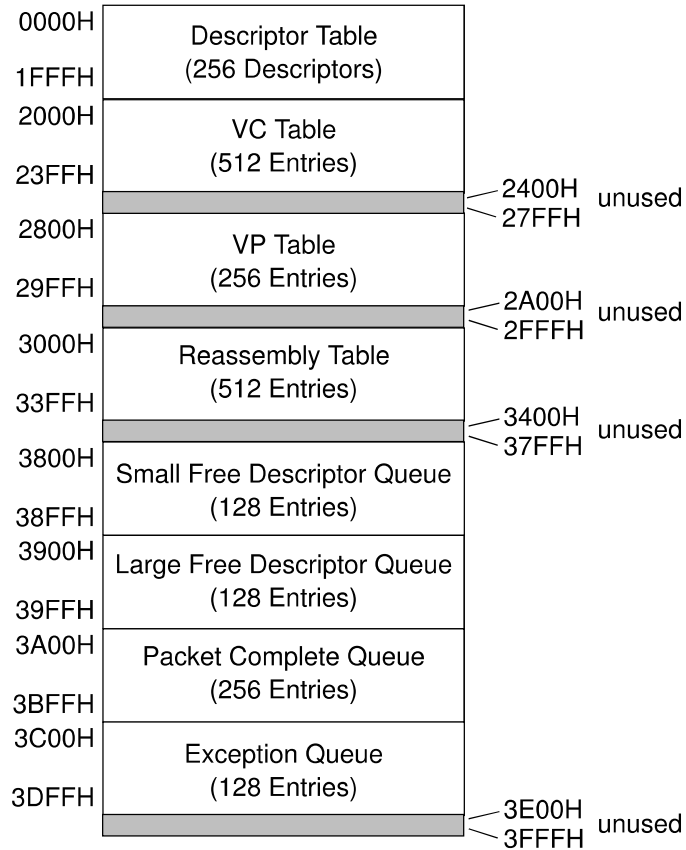 0000H
Descriptor Table
(256 Descriptors)
1FFFH
2000H
VC Table
(512 Entries)
23FFH
2400H
27FFH
unused
2800H
VP Table
(256 Entries)
29FFH
2A00H
2FFFH
unused
3000H
Reassembly Table
(512 Entries)
33FFH
3400H
37FFH
unused
3800H
Small Free Descriptor Queue
(128 Entries)
38FFH
3900H
Large Free Descriptor Queue
(128 Entries)
39FFH
3A00H
Packet Complete Queue
(256 Entries)
3BFFH
3C00H
Exception Queue
(128 Entries)
3DFFH
3E00H
3FFFH
unused